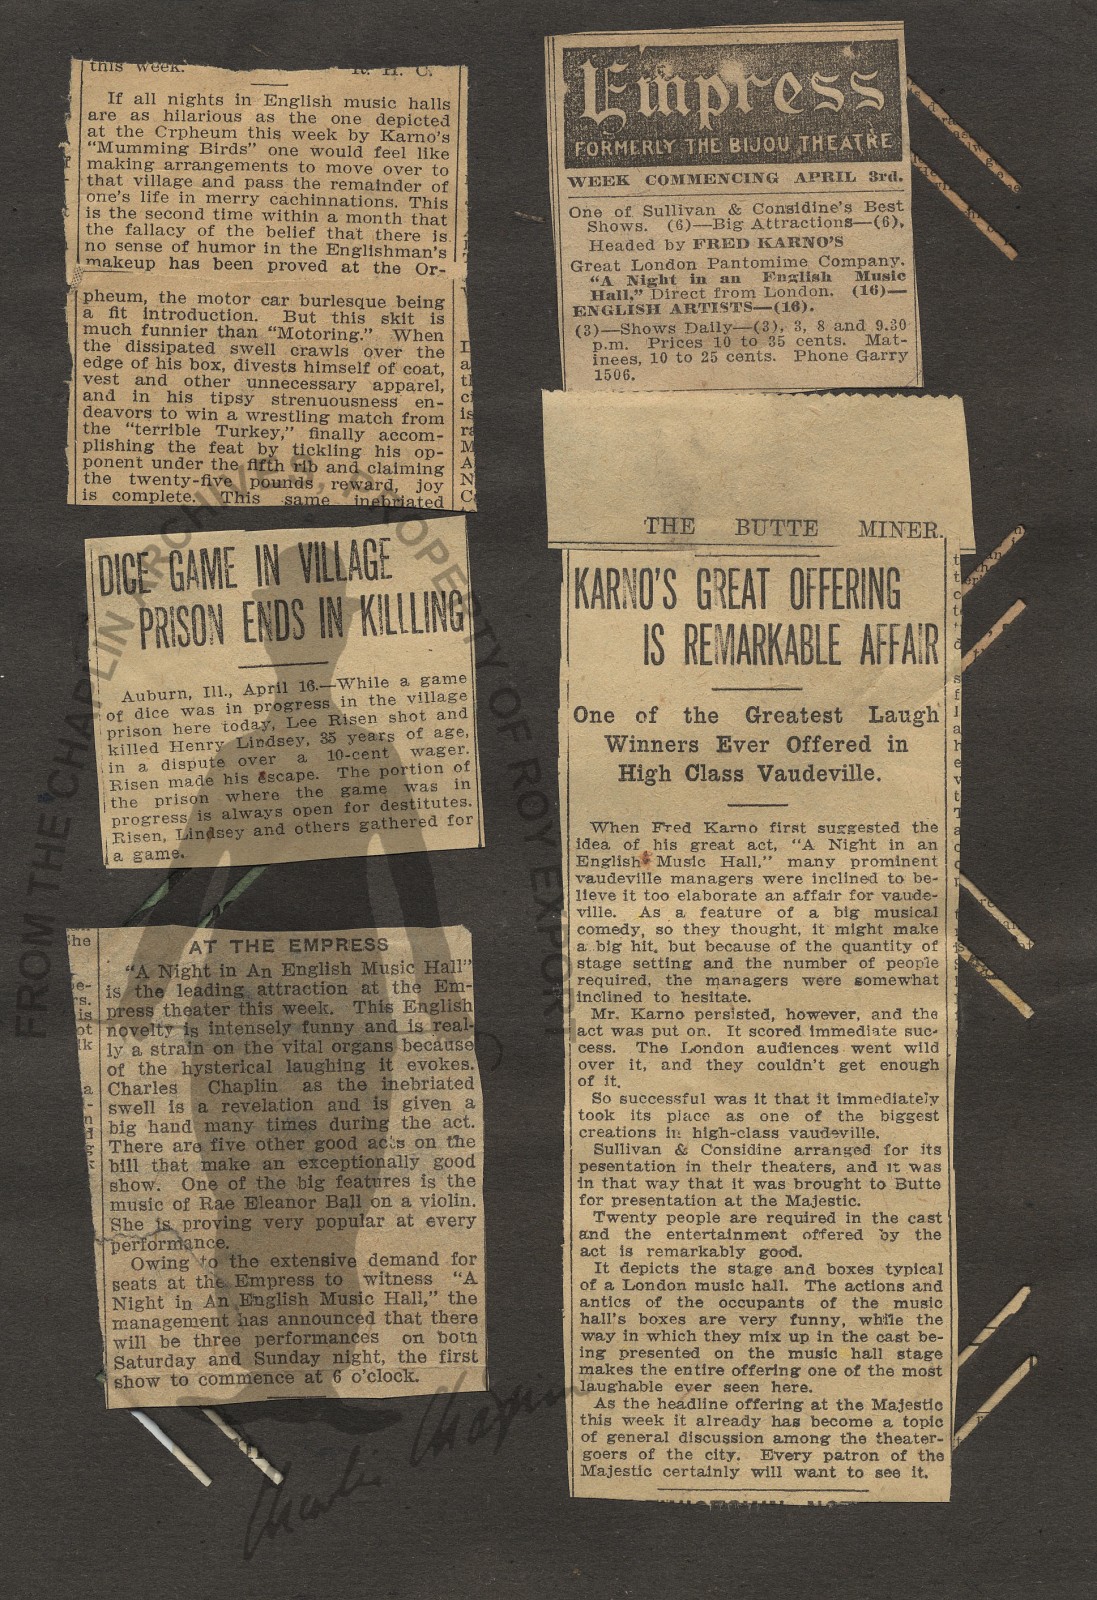 this week. R. H. C.
If all nights in English music halls
are as hilarious as the one depicted
at the Orpheum this week by Karno's
"Mumming Birds" one would feel like
making arrangements to move over to
that village and pass the remainder of
one's life in merry cachinnations. This
is the second time within a month that
the fallacy of the belief that there is
no sense of humor in the Englishman's
makeup has been proved at the Or-
pheum, the motor car burlesque being
a fit introduction. But this skit is
much funnier than "Motoring." When
the dissipated swell crawls over the
edge of his box, divests himself of coat,
vest and other unnecessary apparel,
and in his tipsy strenuousness en-
deavors to win a wrestling match from
the "terrible Turkey," finally accom-
plishing the feat by tickling his op-
ponent under the fifth rib and claiming
the twenty-five pounds reward, joy
is complete. This same inebriated
DICE GAME IN VILLAGE
PRISON ENDS IN KILLLING
Auburn, Ill., April 16.—While a game
of dice was in progress in the village
prison here today, Lee Risen shot and
killed Henry Lindsey, 35 years of age,
in a dispute over a 10-cent wager.
Risen made his escape. The portion of
the prison where the game was in
progress is always open for destitutes.
Risen, Lindsey and others gathered for
a game.
AT THE EMPRESS
"A Night in An English Music Hall"
is the leading attraction at the Em-
press theater this week. This English
novelty is intensely funny and is real-
ly a strain on the vital organs because
of the hysterical laughing it evokes.
Charles Chaplin as the inebriated
swell is a revelation and is given a
big hand many times during the act.
There are five other good acts on the
bill that make an exceptionally good
show. One of the big features is the
music of Rae Eleanor Ball on a violin.
She is proving very popular at every
performance.
Owing to the extensive demand for
seats at the Empress to witness "A
Night in An English Music Hall," the
management has announced that there
will be three performances on both
Saturday and Sunday night, the first
show to commence at 6 o'clock.
Empress
FORMERLY THE BIJOU THEATRE
WEEK COMMENCING APRIL 3rd.
One of Sullivan & Considine's Best
Shows. (6)—Big Attractions—(6).
Headed by FRED KARNO'S
Great London Pantomime Company.
"A Night in an English Music
Hall," Direct from London. (16)—
ENGLISH ARTISTS—(16).
(3)—Shows Daily—(3), 3, 8 and 9.30
p.m. Prices 10 to 35 cents. Mat-
inees, 10 to 25 cents. Phone Garry
1506.
THE BUTTE MINER.
KARNO'S GREAT OFFERING
IS REMARKABLE AFFAIR
One of the Greatest Laugh
Winners Ever Offered in
High Class Vaudeville.
When Fred Karno first suggested the
idea of his great act, "A Night in an
English Music Hall," many prominent
vaudeville managers were inclined to be-
lieve it too elaborate an affair for vaude-
ville. As a feature of a big musical
comedy, so they thought, it might make
a big hit, but because of the quantity of
stage setting and the number of people
required, the managers were somewhat
inclined to hesitate.
Mr. Karno persisted, however, and the
act was put on. It scored immediate suc-
cess. The London audiences went wild
over it, and they couldn't get enough
of it.
So successful was it that it immediately
took its place as one of the biggest
creations in high-class vaudeville.
Sullivan & Considine arranged for its
pesentation in their theaters, and it was
in that way that it was brought to Butte
for presentation at the Majestic.
Twenty people are required in the cast
and the entertainment offered by the
act is remarkably good.
It depicts the stage and boxes typical
of a London music hall. The actions and
antics of the occupants of the music
hall's boxes are very funny, while the
way in which they mix up in the cast be-
ing presented on the music hall stage
makes the entire offering one of the most
laughable ever seen here.
As the headline offering at the Majestic
this week it already has become a topic
of general discussion among the theater-
goers of the city. Every patron of the
Majestic certainly will want to see it.
FROM THE CHAPLIN ARCHIVES, PROPERTY OF ROY EXPORT
Charlie Chaplin